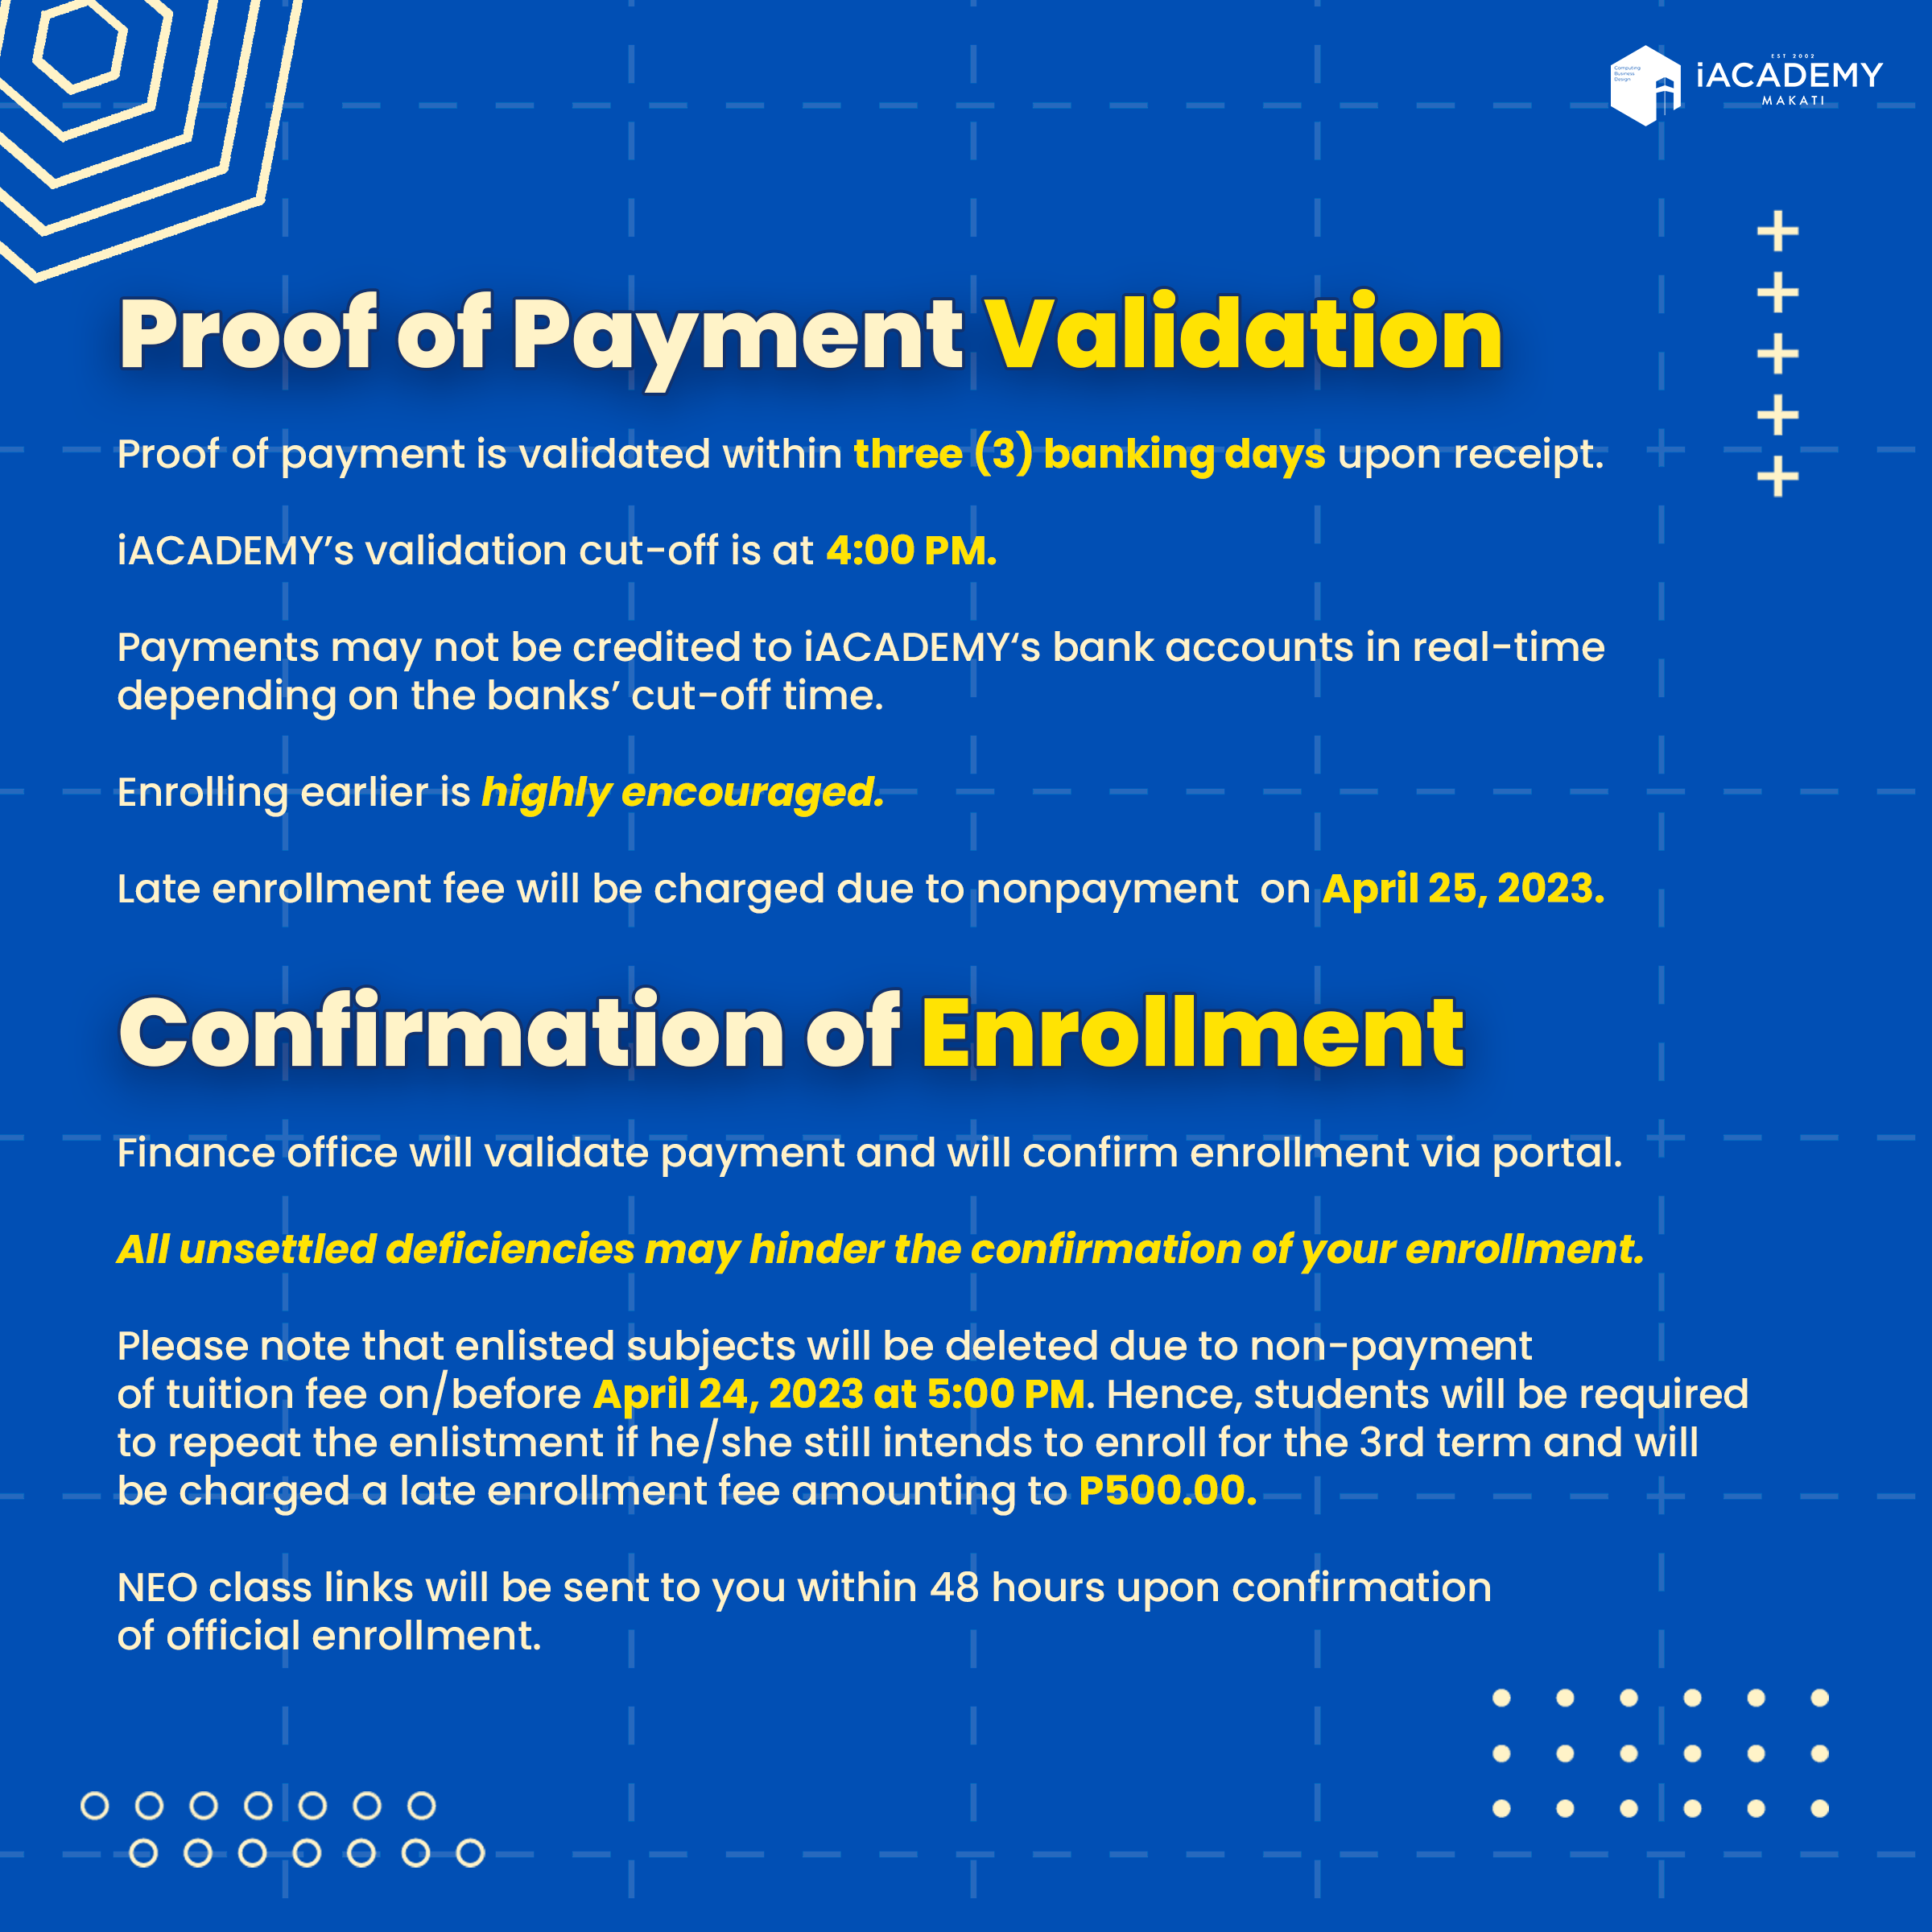 Computing
Business
Design
EST 2002
iACADEMY
MAKATI
Proof of Payment Validation
Proof of payment is validated within three (3) banking days upon receipt.
iACADEMY’s validation cut-off is at 4:00 PM.
Payments may not be credited to iACADEMY‘s bank accounts in real-time
depending on the banks’ cut-off time.
Enrolling earlier is highly encouraged.
Late enrollment fee will be charged due to nonpayment  on April 25, 2023.
Confirmation of Enrollment
Finance office will validate payment and will confirm enrollment via portal.
All unsettled deficiencies may hinder the confirmation of your enrollment.
Please note that enlisted subjects will be deleted due to non-payment
of tuition fee on/before April 24, 2023 at 5:00 PM. Hence, students will be required
to repeat the enlistment if he/she still intends to enroll for the 3rd term and will
be charged a late enrollment fee amounting to P500.00.
NEO class links will be sent to you within 48 hours upon confirmation
of official enrollment.